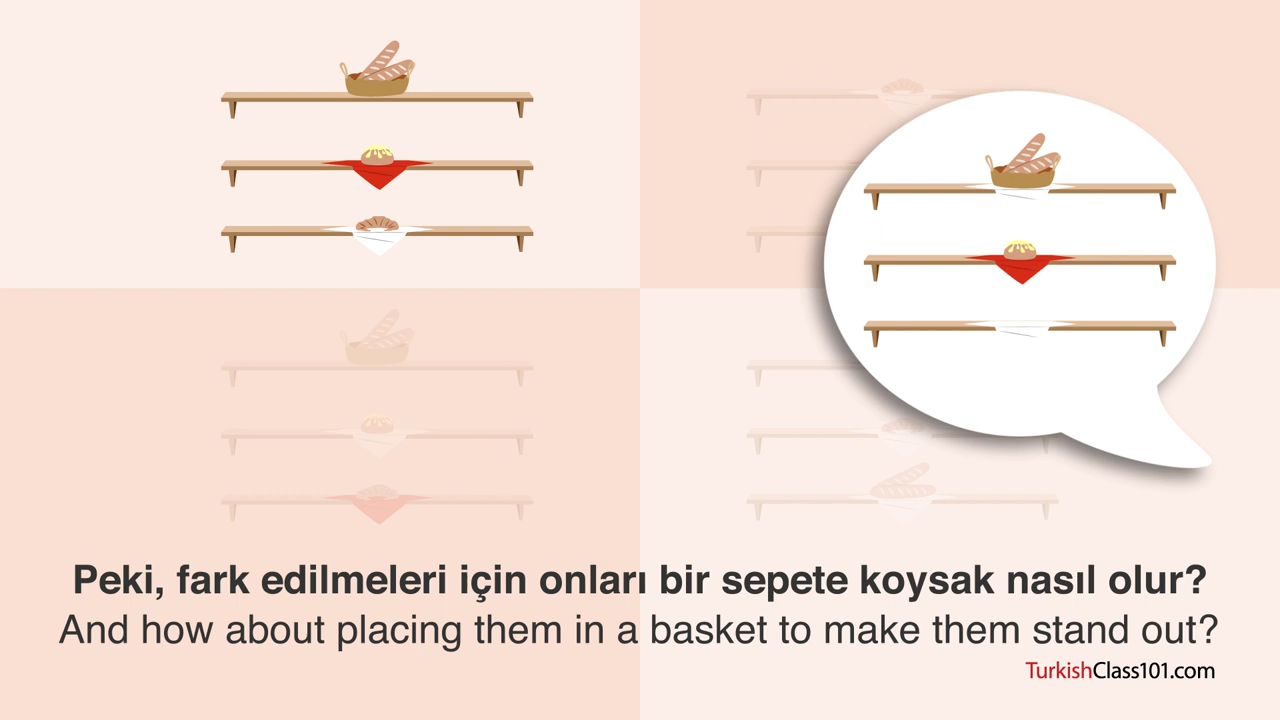 Peki, fark edilmeleri için onları bir sepete koysak nasıl olur?
And how about placing them in a basket to make them stand out?
TurkishClass101.com